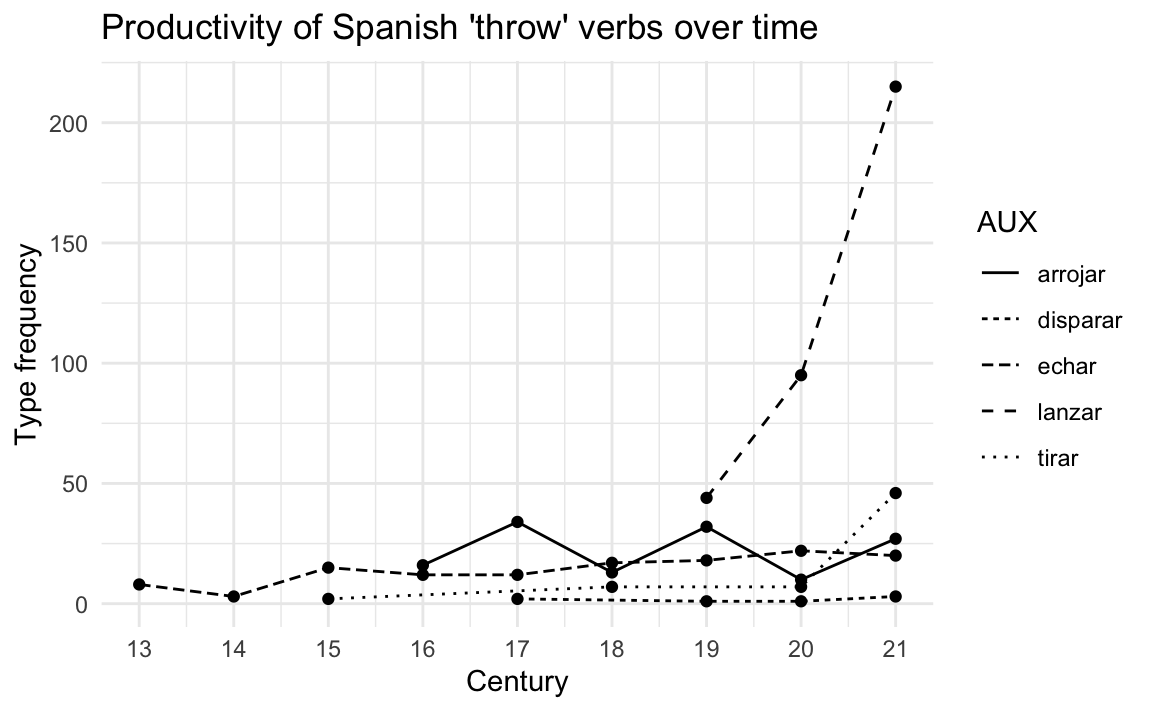 Productivity of Spanish 'throw' verbs over time
Type frequency
200
150
100
50
0
13 14 15 16 17 18 19 20 21
Century
AUX
arrojar
disparar
echar
lanzar
tirar